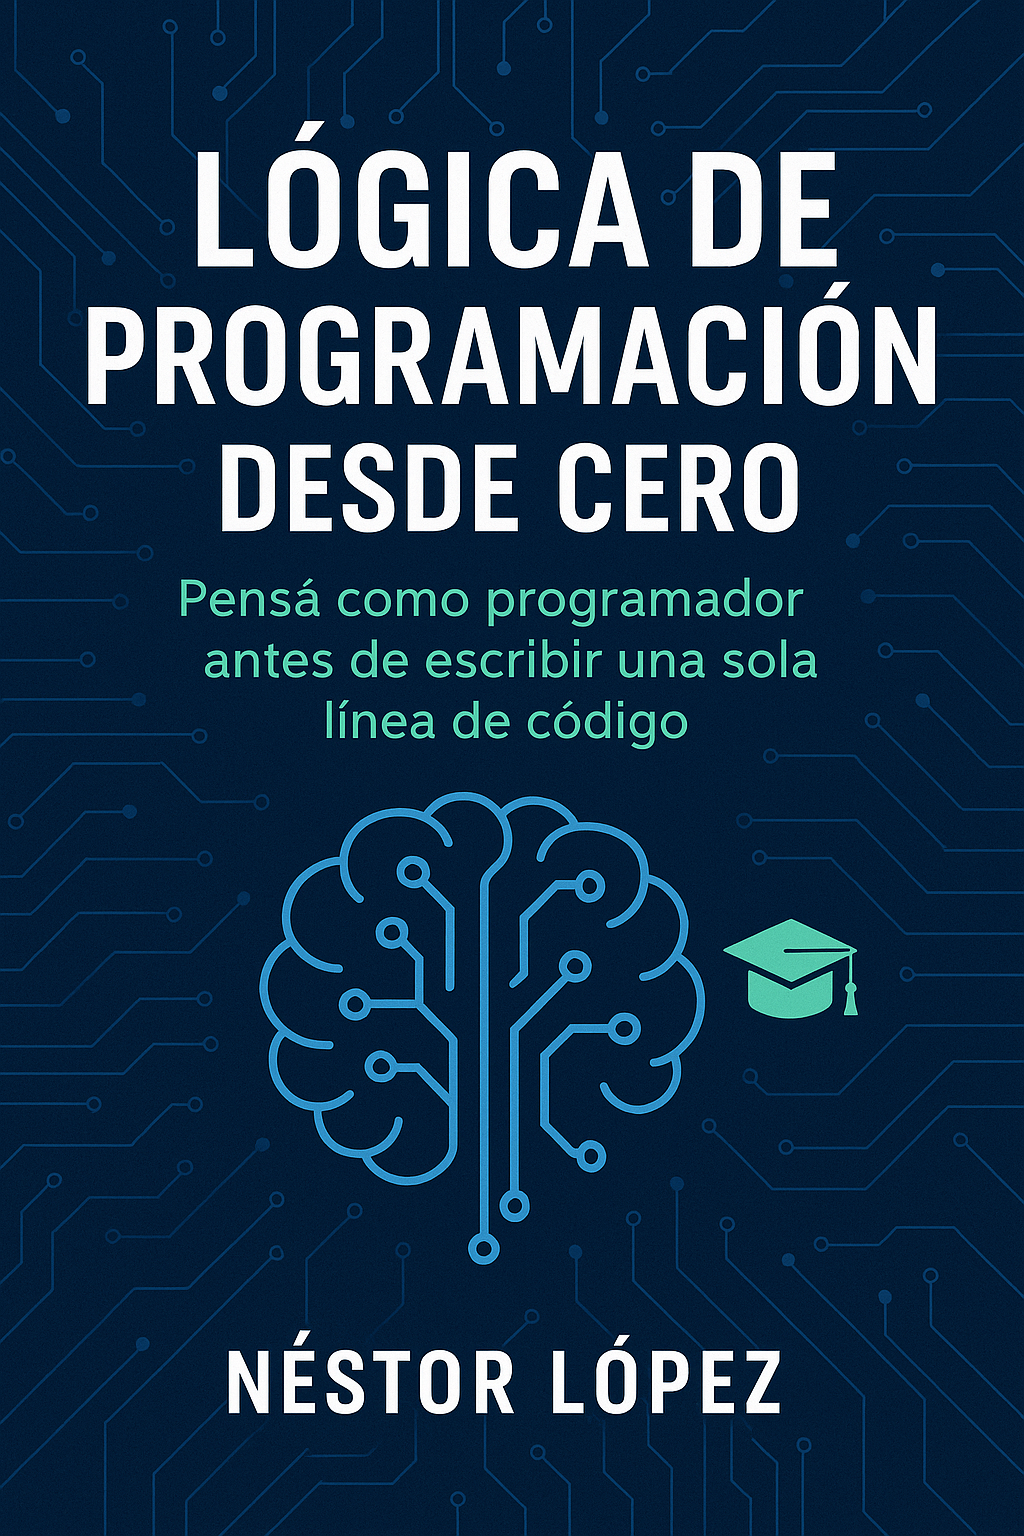 LÓGICA DE
PROGRAMACIÓN
DESDE CERO
Pensá como programador
antes de escribir una sola
línea de código
NÉSTOR LÓPEZ